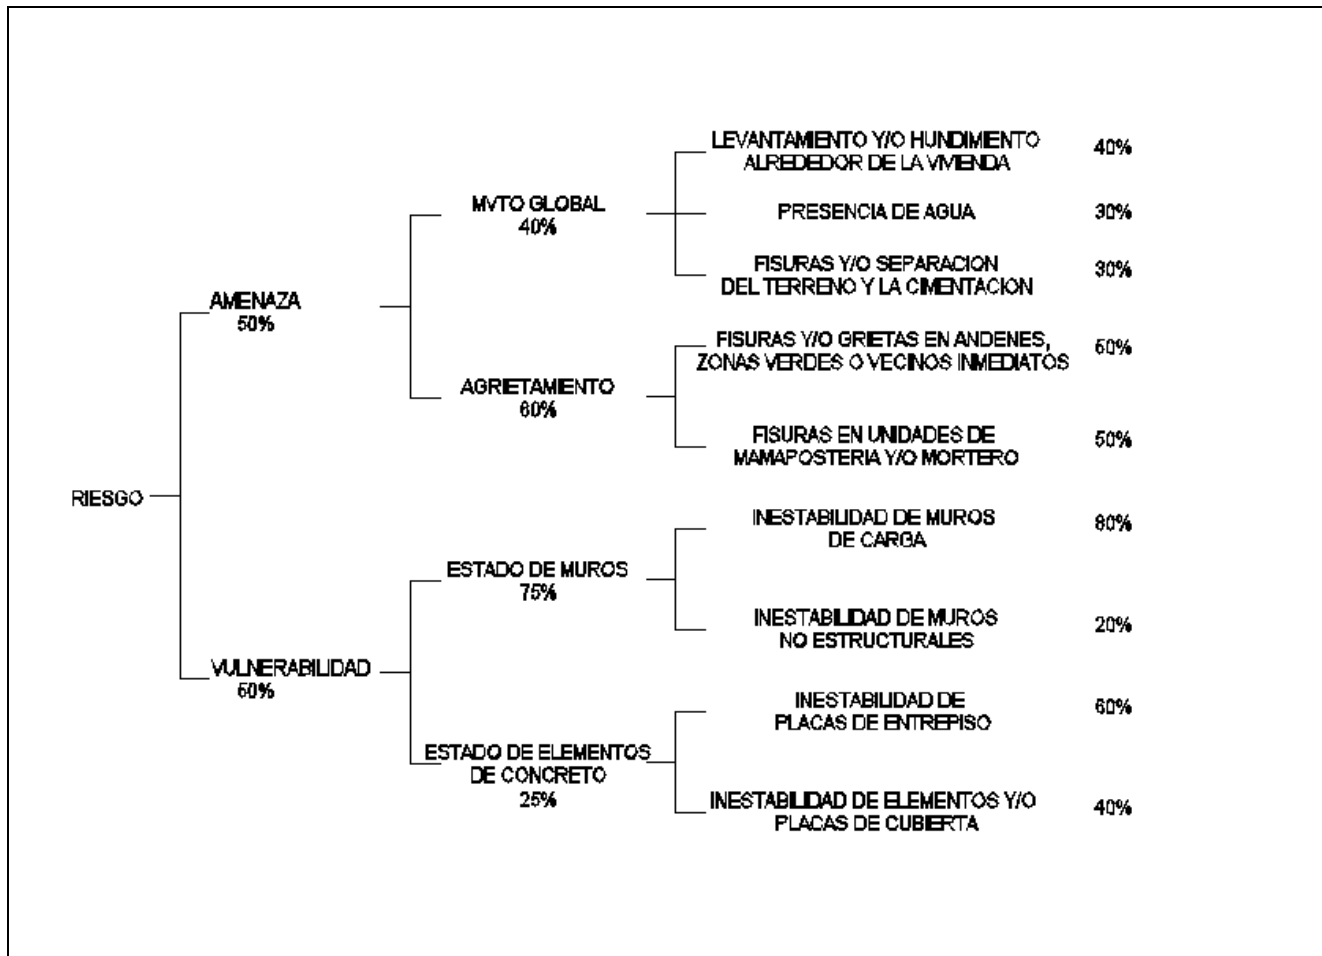 RIESGO
AMENAZA
50%
MVTO GLOBAL
40%
LEVANTAMIENTO Y/O HUNDIMIENTO
ALREDEDOR DE LA VIVIENDA
40%
PRESENCIA DE AGUA
30%
FISURAS Y/O SEPARACION
DEL TERRENO Y LA CIMENTACION
30%
AGRIETAMIENTO
60%
FISURAS Y/O GRIETAS EN ANDENES,
ZONAS VERDES O VECINOS INMEDIATOS
50%
FISURAS EN UNIDADES DE
MAMAPOSTERIA Y/O MORTERO
50%
VULNERABILIDAD
50%
ESTADO DE MUROS
75%
INESTABILIDAD DE MUROS
DE CARGA
80%
INESTABILIDAD DE MUROS
NO ESTRUCTURALES
20%
ESTADO DE ELEMENTOS
DE CONCRETO
25%
INESTABILIDAD DE
PLACAS DE ENTREPISO
60%
INESTABILIDAD DE ELEMENTOS Y/O
PLACAS DE CUBIERTA
40%